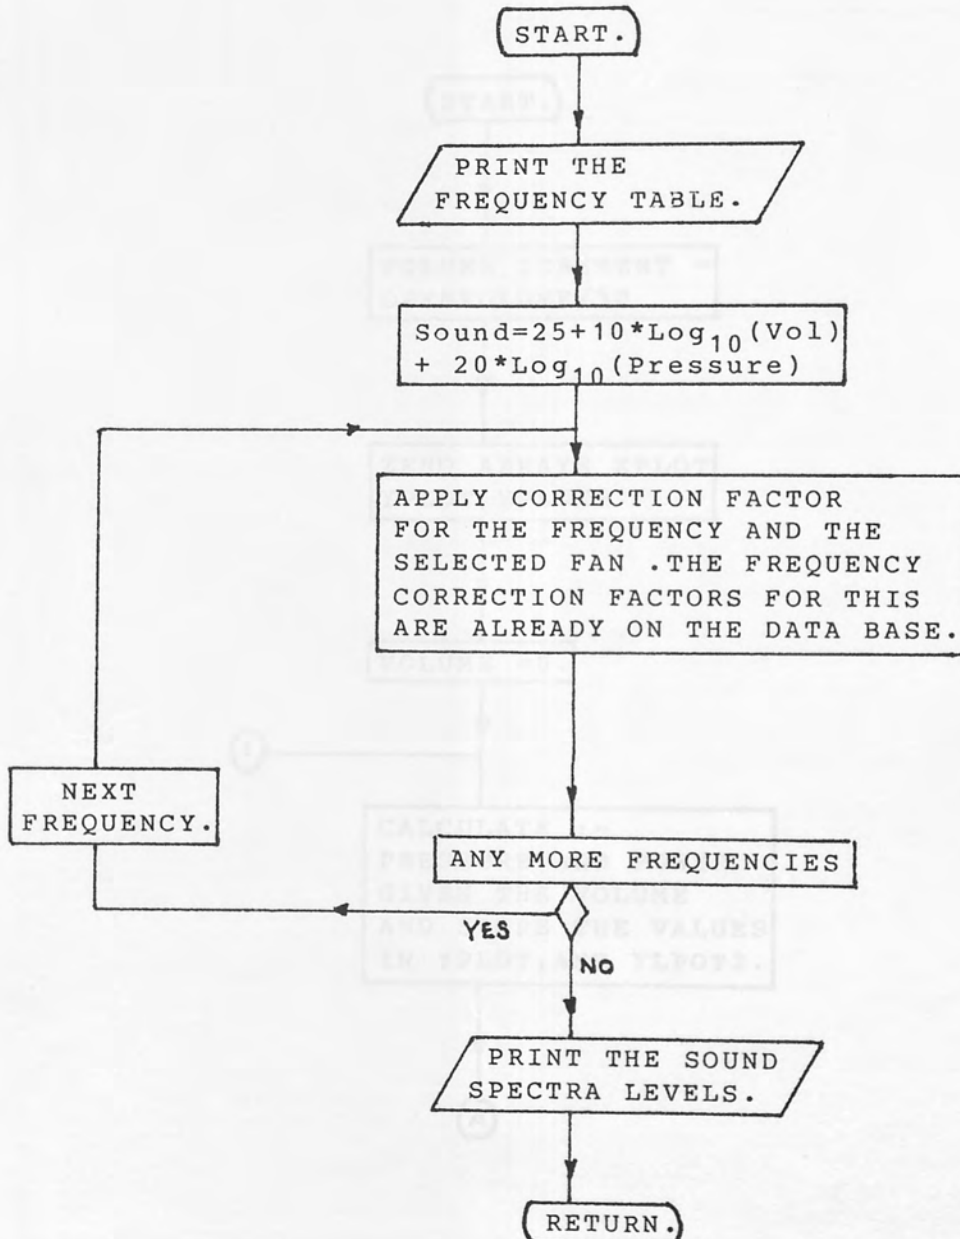 START.
PRINT THE
FREQUENCY TABLE.
Sound=25+10*Log10(Vol)
+ 20*Log10(Pressure)
APPLY CORRECTION FACTOR
FOR THE FREQUENCY AND THE
SELECTED FAN .THE FREQUENCY
CORRECTION FACTORS FOR THIS
ARE ALREADY ON THE DATA BASE.
NEXT
FREQUENCY.
ANY MORE FREQUENCIES
YES
NO
PRINT THE SOUND
SPECTRA LEVELS.
RETURN.